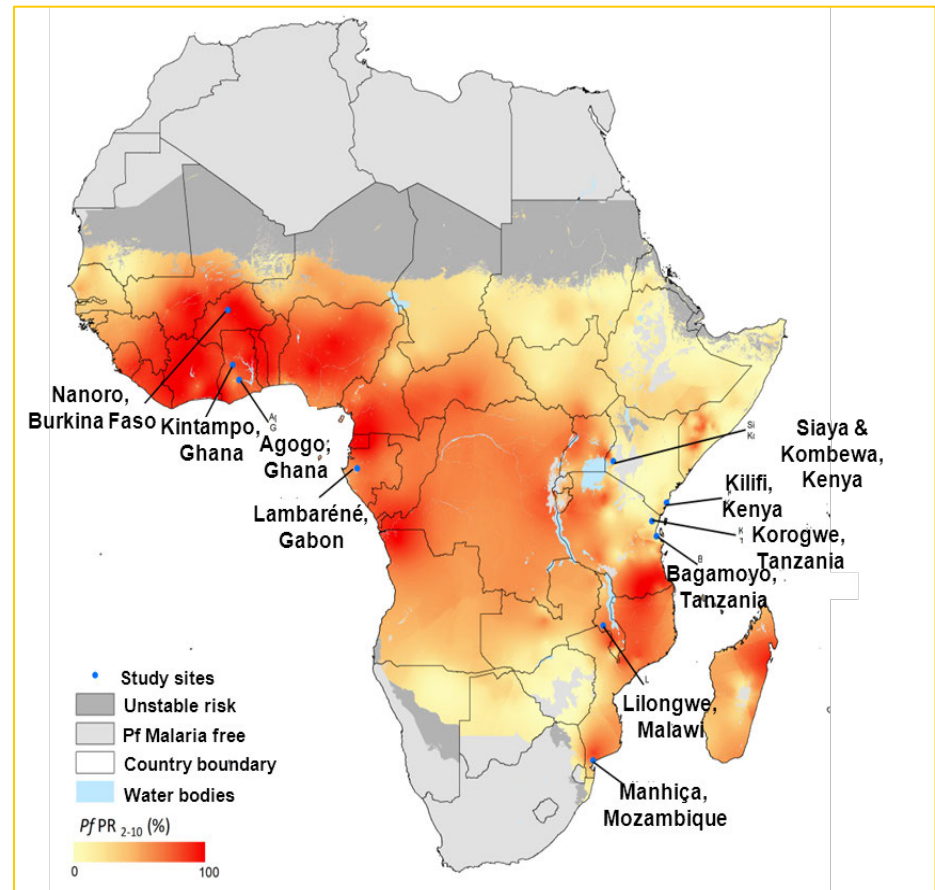 Nanoro,
Burkina Faso
Kintampo,
Ghana
Agogo,
Ghana
Lambaréné,
Gabon
Siaya &
Kombewa,
Kenya
Kilifi,
Kenya
Korogwe,
Tanzania
Bagamoyo,
Tanzania
Lilongwe,
Malawi
Manhiça,
Mozambique
Study sites
Unstable risk
Pf Malaria free
Country boundary
Water bodies
Pf PR 2-10 (%)
0 100